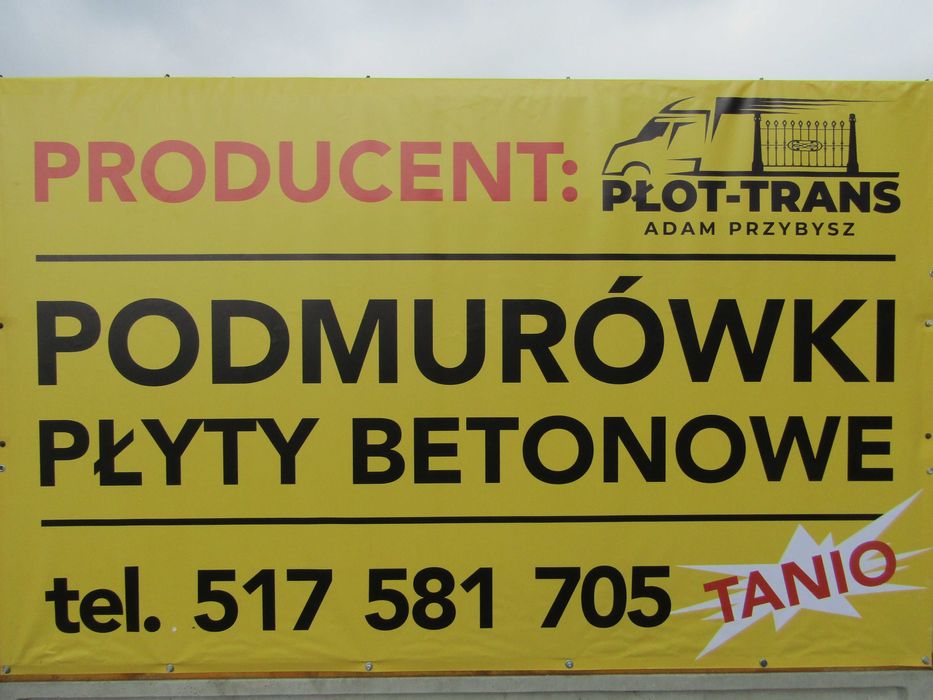 PRODUCENT:
PŁOT-TRANS
ADAM PRZYBYSZ
PODMURÓWKI
PŁYTY BETONOWE
tel. 517 581 705
TANIO